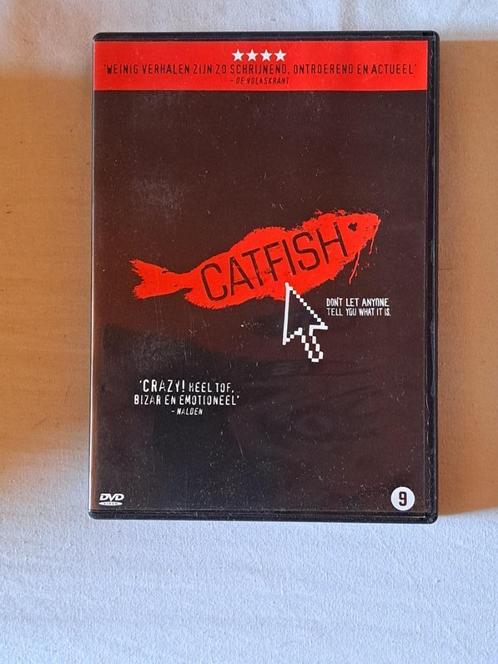 'WEINIG VERHALEN ZIJN ZO SCHRIJNEND, ONTROEREND EN ACTUEEL'
- DE VOLKSKRANT
CATFISH
DON'T LET ANYONE
TELL YOU WHAT IT IS.
'CRAZY! HEEL TOF,
BIZAR EN EMOTIONEEL'
- NALDEN
DVD
VIDEO
9